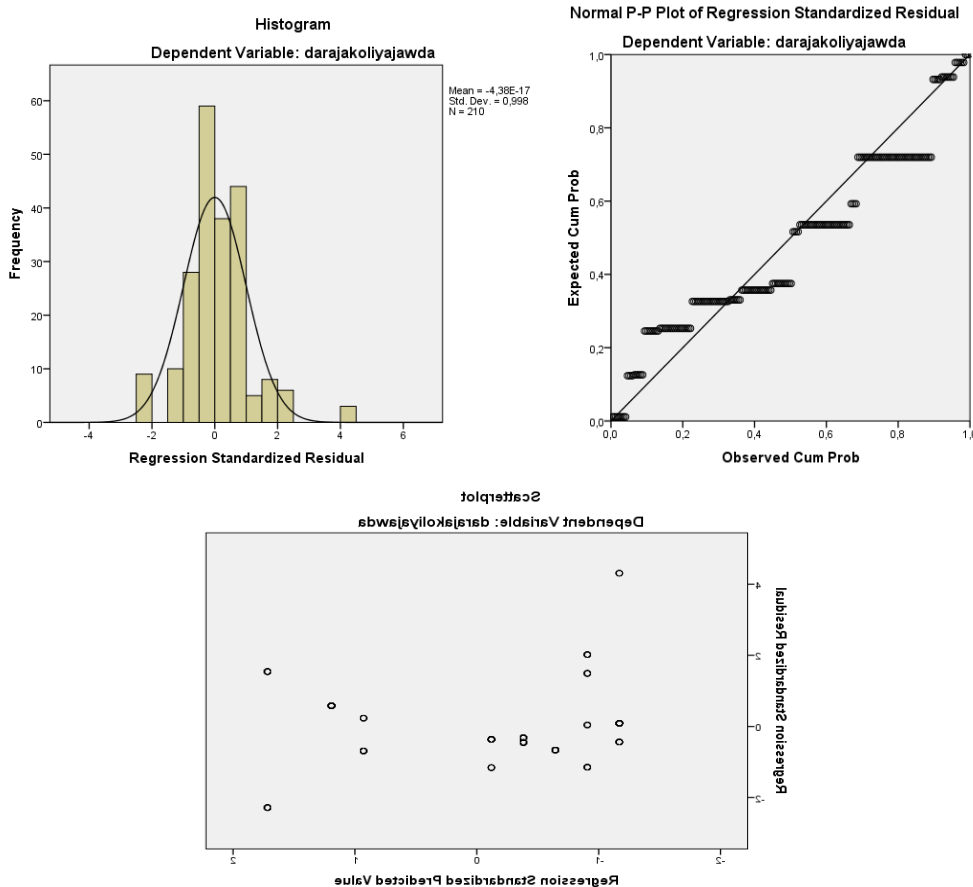 Histogram
Dependent Variable: darajakoliyajawda
Mean = -4,38E-17
Std. Dev. = 0,998
N = 210
60
50
40
30
20
10
0
Frequency
-4 -2 0 2 4 6
Regression Standardized Residual
Normal P-P Plot of Regression Standardized Residual
Dependent Variable: darajakoliyajawda
1,0
0,8
0,6
0,4
0,2
0,0
Expected Cum Prob
0,0 0,2 0,4 0,6 0,8 1,
Observed Cum Prob
Scatterplot
Dependent Variable: darajakoliyajawda
4
2
0
-2
Regression Standardized Residual
2 1 0 -1 -2
Regression Standardized Predicted Value